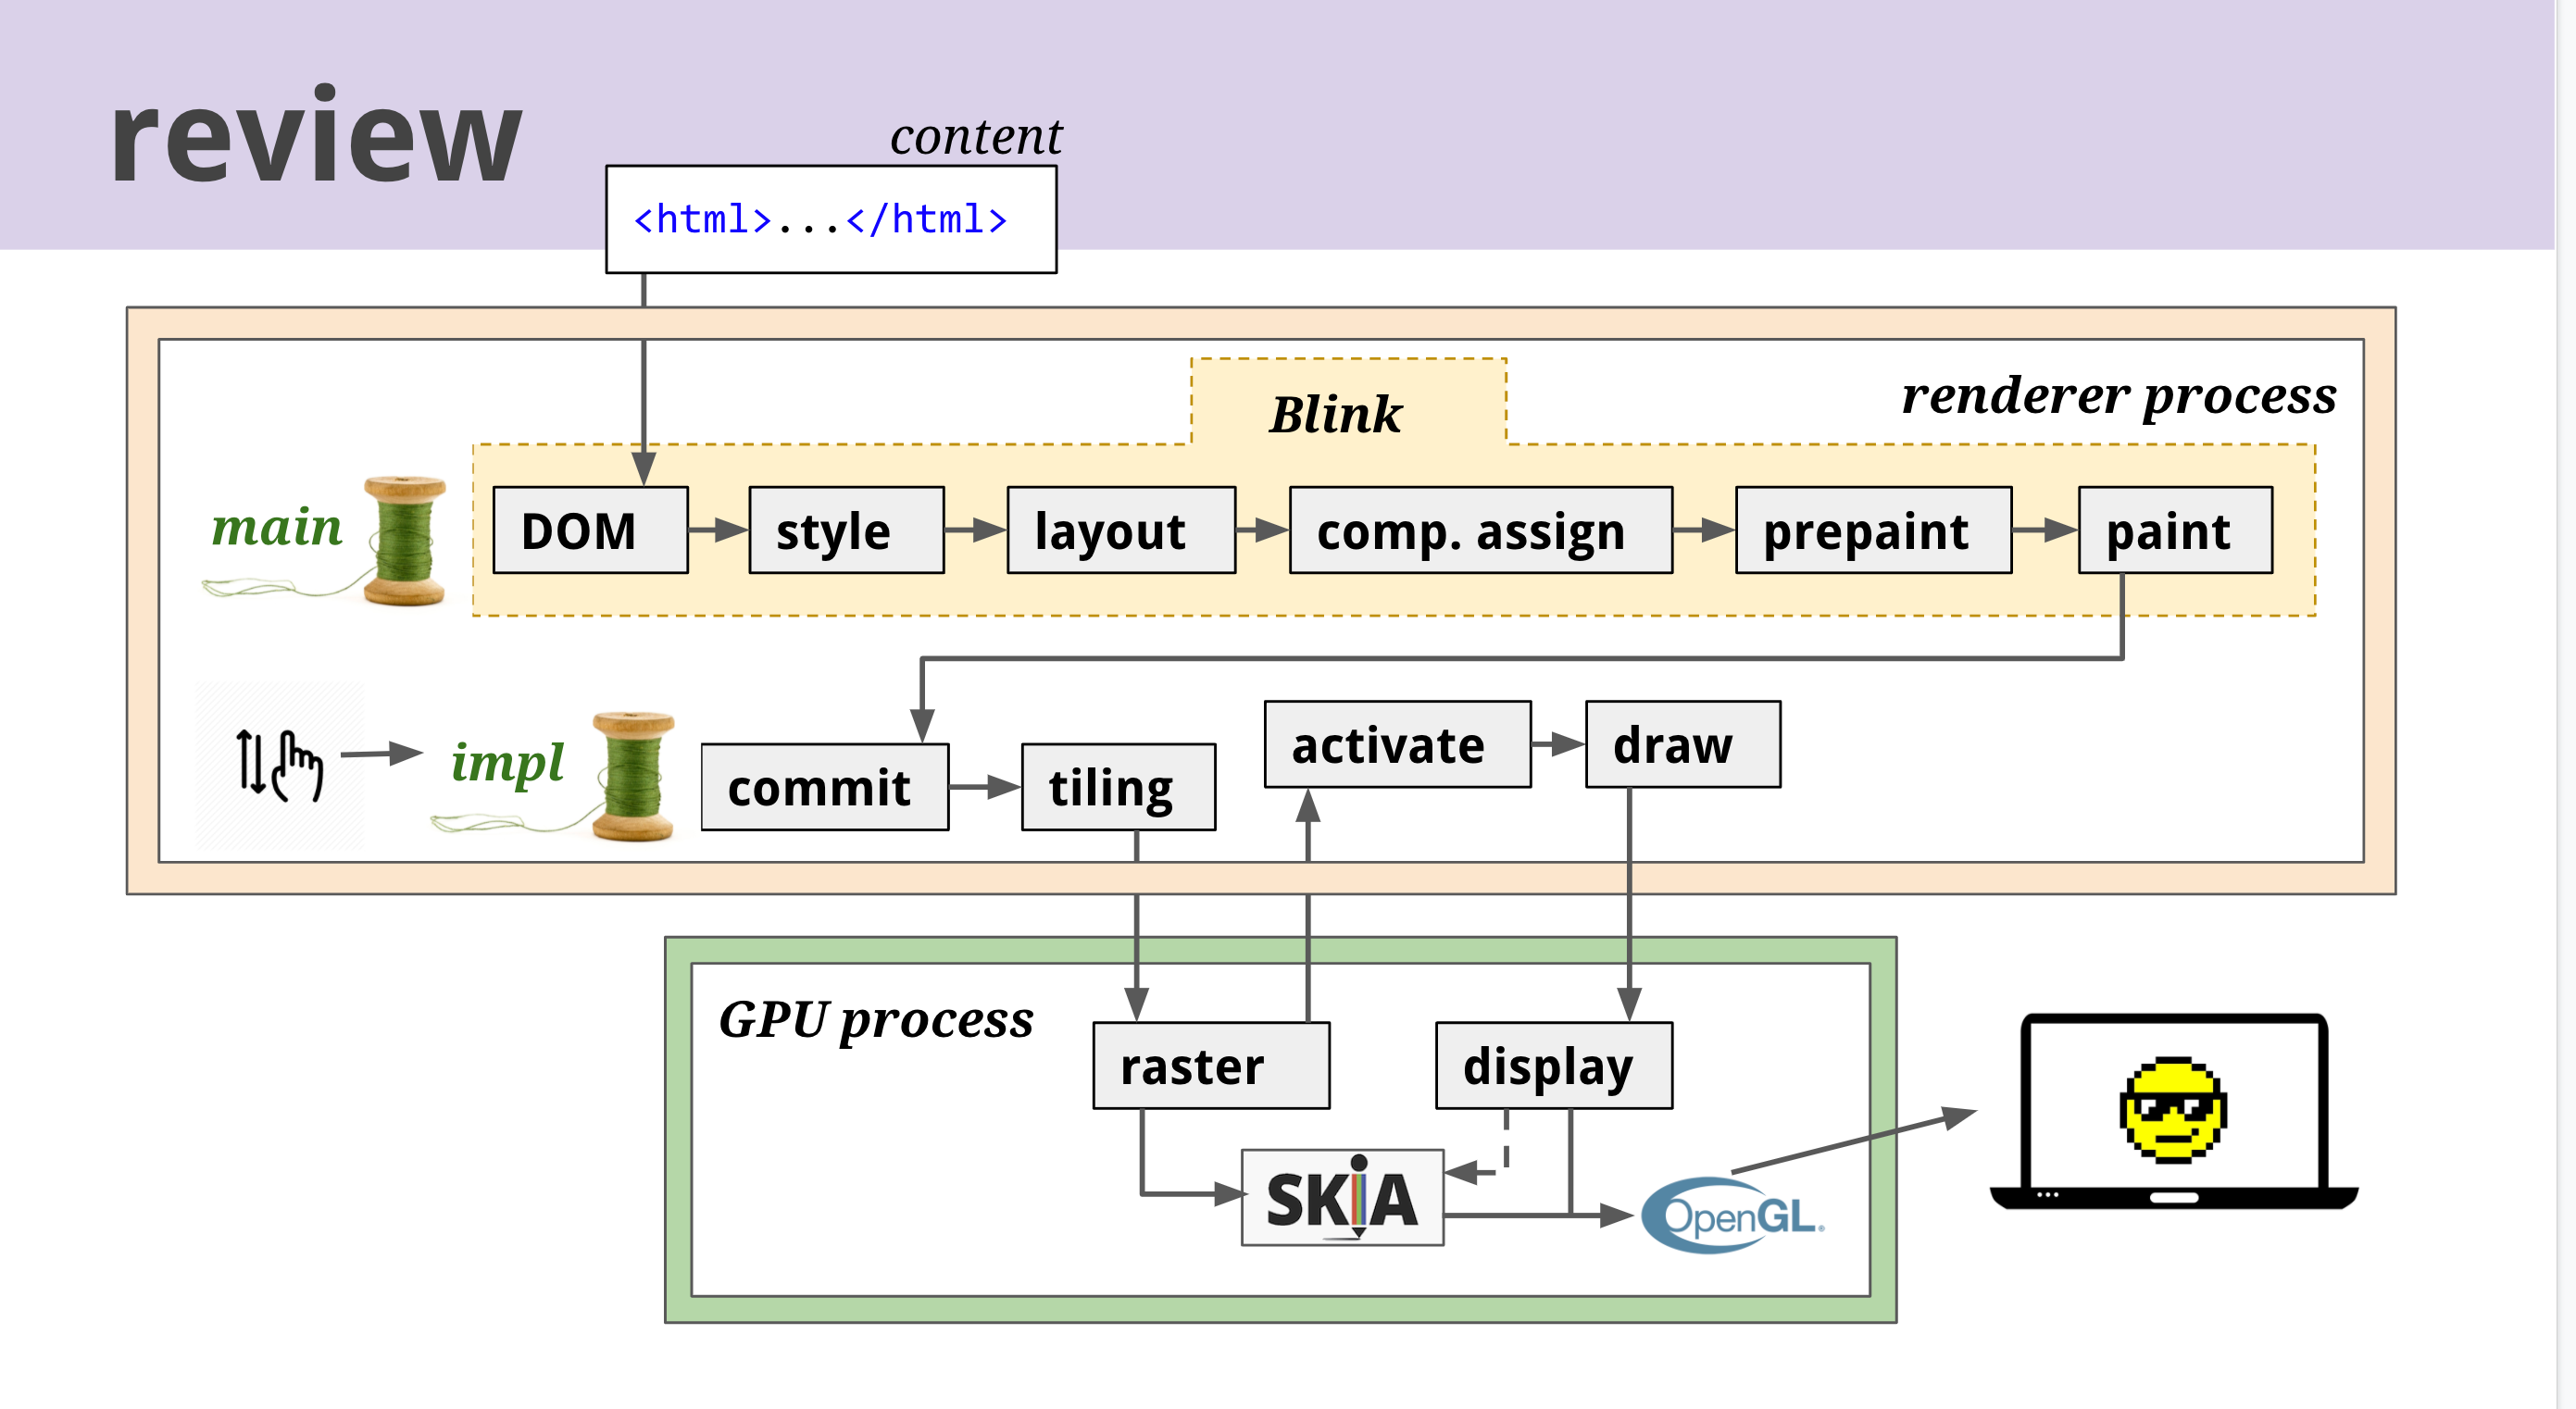 review
content
<html>...</html>
renderer process
Blink
main
DOM
style
layout
comp. assign
prepaint
paint
impl
commit
tiling
activate
draw
GPU process
raster
display
SKiA
OpenGL®